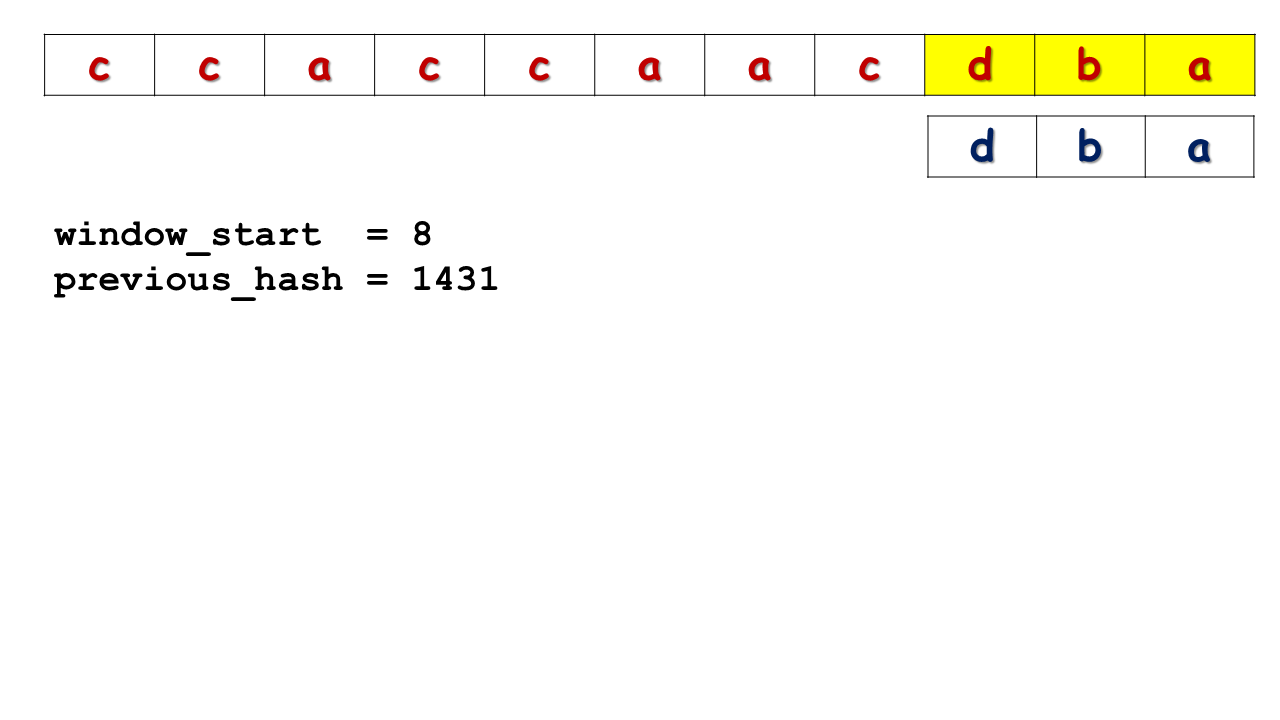 c c a c c a a c d b a
d b a
window_start  = 8
previous_hash = 1431